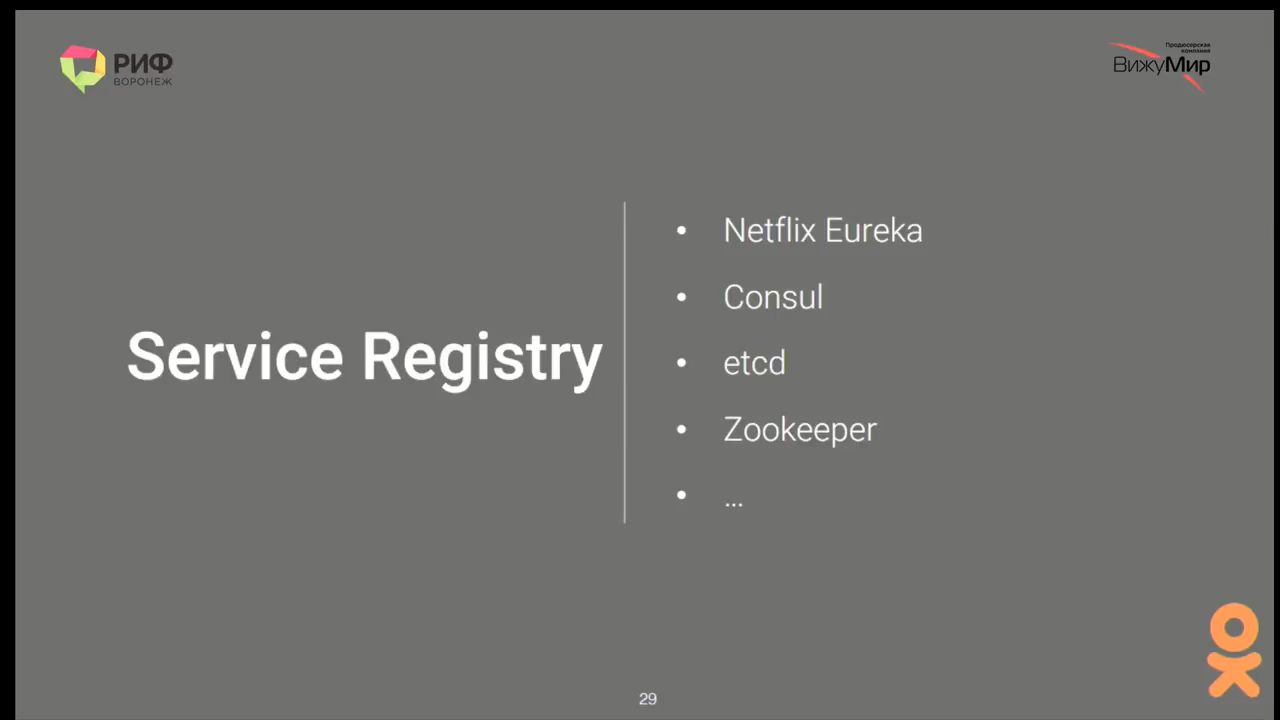 РИФ
ВОРОНЕЖ
Продюсерская
компания
ВижуМир
Service Registry
• Netflix Eureka
• Consul
• etcd
• Zookeeper
• ...
29